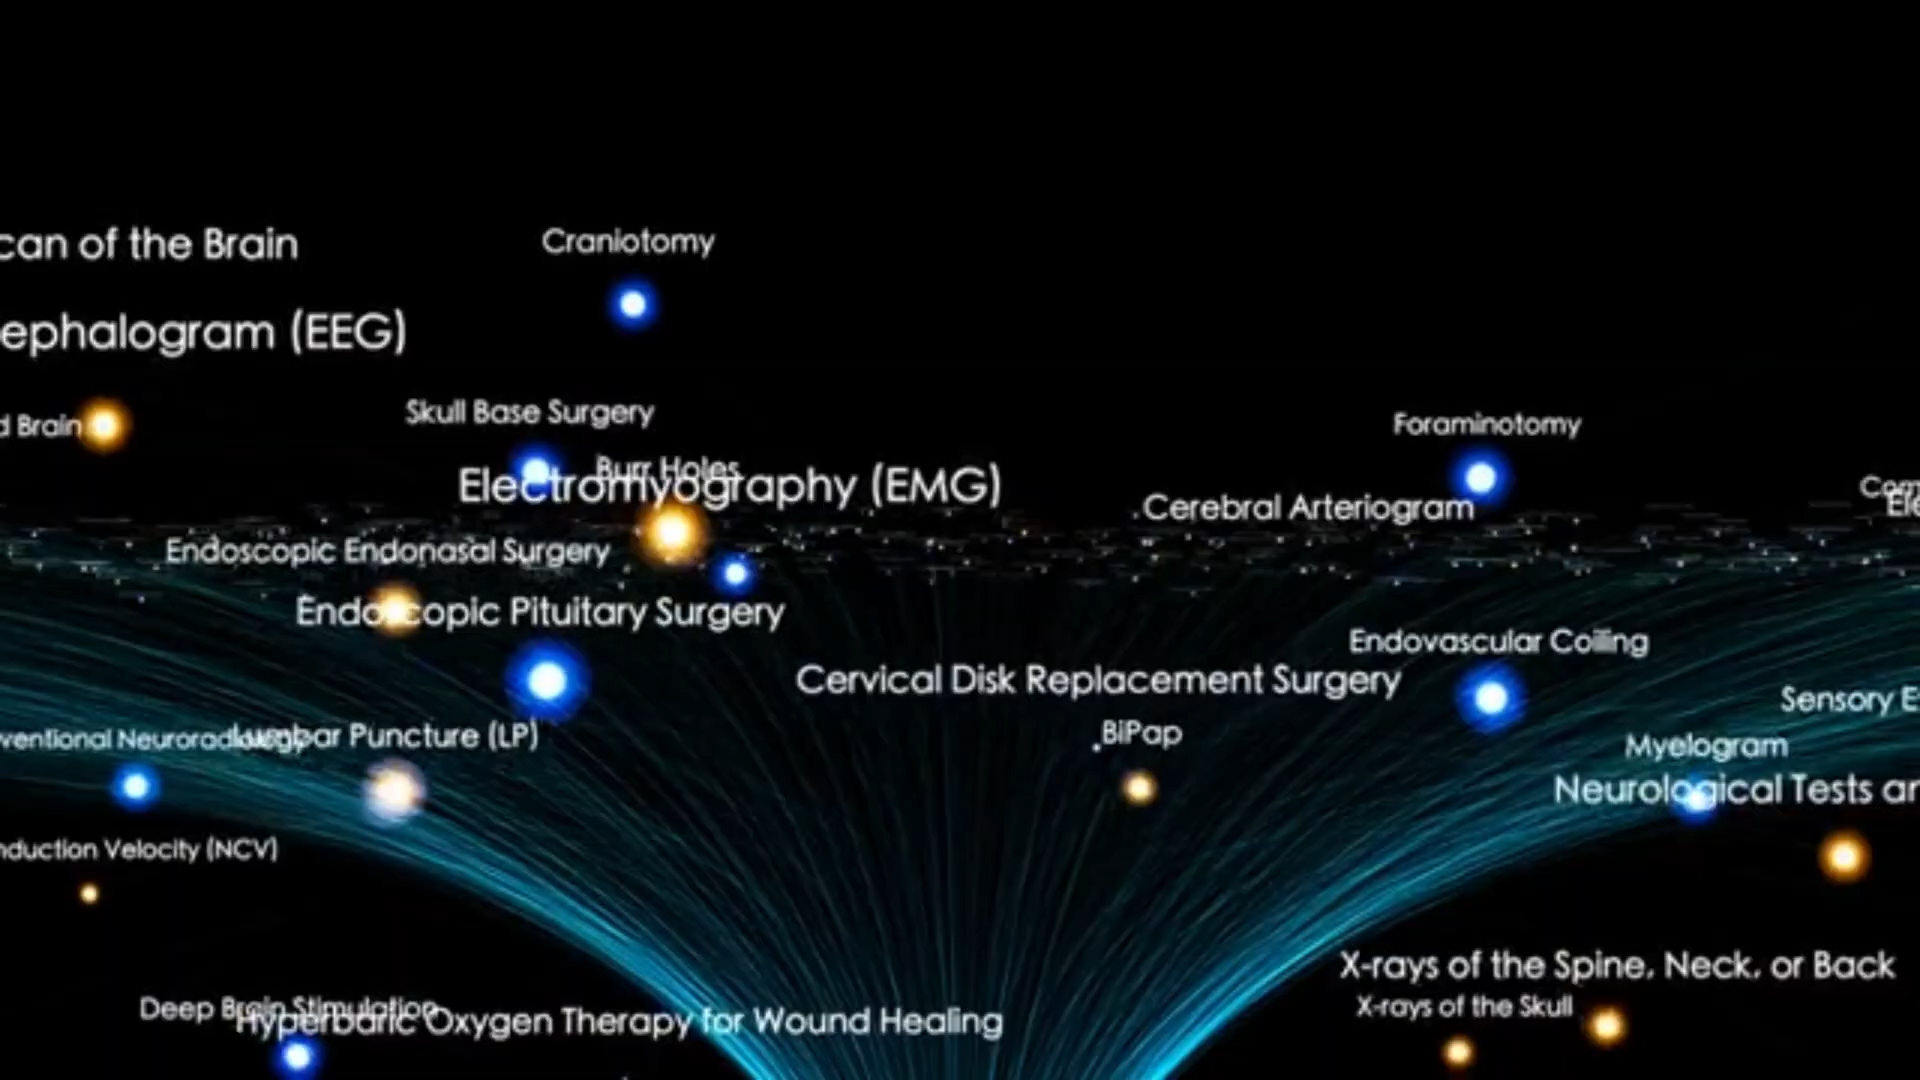 can of the Brain
Craniotomy
ephalogram (EEG)
d Brain
Skull Base Surgery
Foraminotomy
Burr Holes
Electromyography (EMG)
Cerebral Arteriogram
Com
Ele
Endoscopic Endonasal Surgery
Endoscopic Pituitary Surgery
Endovascular Coiling
Cervical Disk Replacement Surgery
Sensory E
ventional Neuroradiology
Lumbar Puncture (LP)
BiPap
Myelogram
Neurological Tests an
nduction Velocity (NCV)
X-rays of the Spine, Neck, or Back
X-rays of the Skull
Deep Brain Stimulation
Hyperbaric Oxygen Therapy for Wound Healing